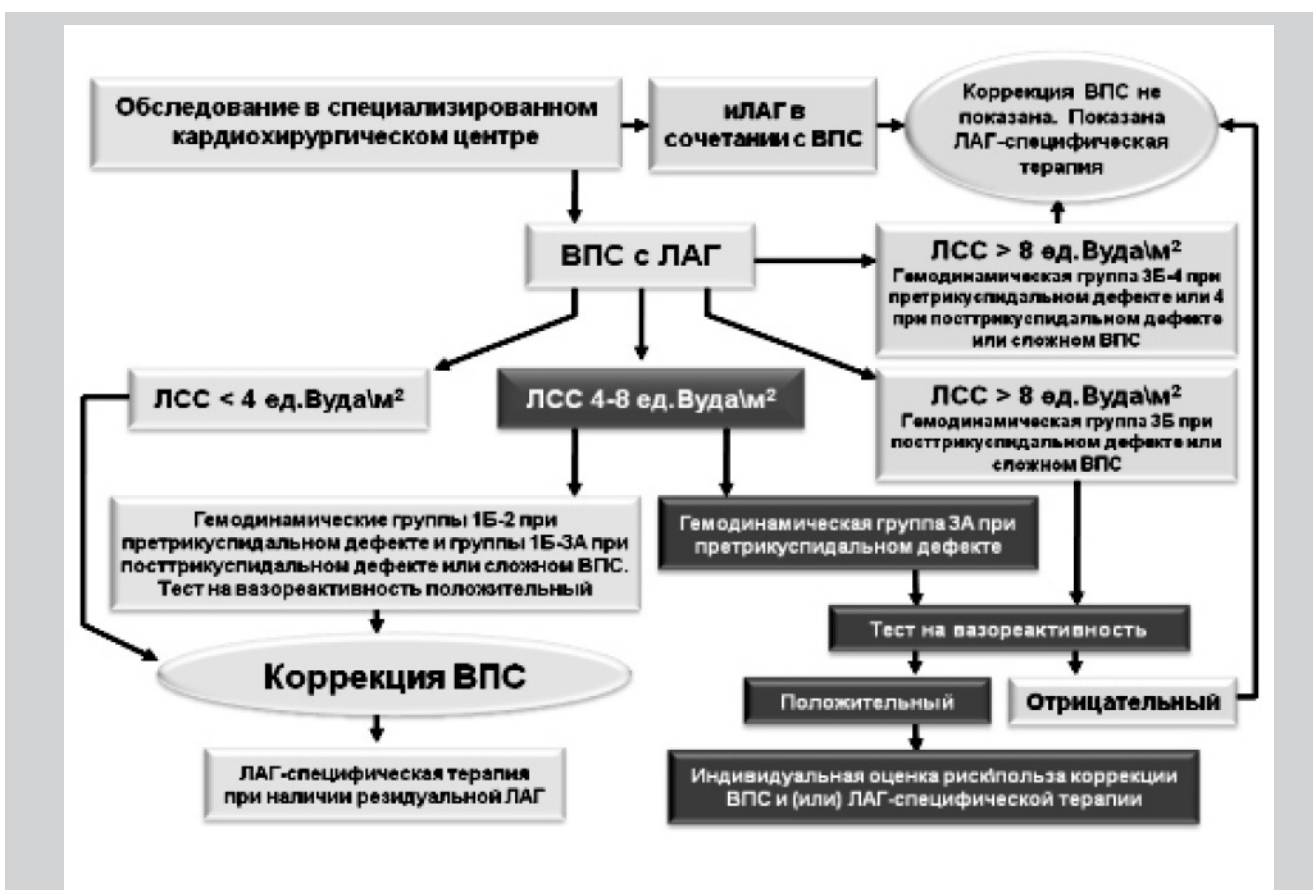 Обследование в специализированном
кардиохирургическом центре
иЛАГ в
сочетании с ВПС
Коррекция ВПС не
показана. Показана
ЛАГ-специфическая
терапия
ВПС с ЛАГ
ЛСС > 8 ед.Вуда\м²
Гемодинамическая группа 3Б-4 при
претрикуспидальном дефекте или 4
при посттрикуспидальном дефекте
или сложном ВПС
ЛСС < 4 ед.Вуда\м²
ЛСС 4-8 ед.Вуда\м²
ЛСС > 8 ед.Вуда\м²
Гемодинамическая группа 3Б при
посттрикуспидальном дефекте или
сложном ВПС
Гемодинамические группы 1Б-2 при
претрикуспидальном дефекте и группы 1Б-3А при
посттрикуспидальном дефекте или сложном ВПС.
Тест на вазореактивность положительный
Гемодинамическая группа 3А при
претрикуспидальном дефекте
Тест на вазореактивность
Коррекция ВПС
Положительный
Отрицательный
ЛАГ-специфическая терапия
при наличии резидуальной ЛАГ
Индивидуальная оценка риск\польза коррекции
ВПС и (или) ЛАГ-специфической терапии